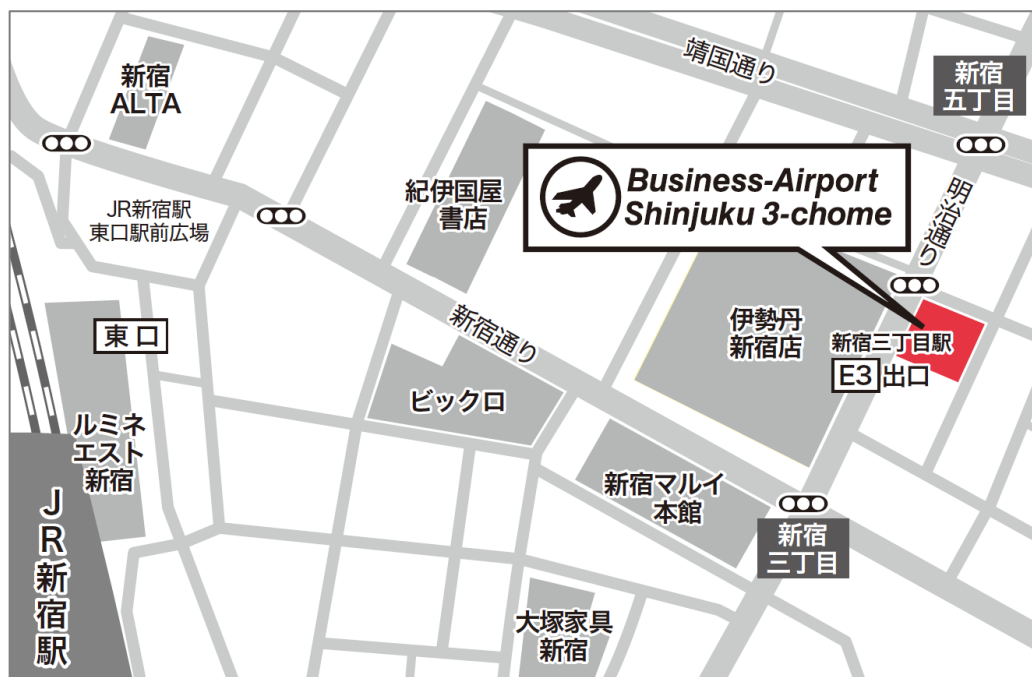 靖国通り
新宿
五丁目
新宿
ALTA
紀伊国屋
書店
Business-Airport
Shinjuku 3-chome
明治通り
JR新宿駅
東口駅前広場
新宿通り
伊勢丹
新宿店
新宿三丁目駅
E3出口
東口
ビックロ
ルミネ
エスト
新宿
新宿マルイ
本館
新宿
三丁目
JR新宿駅
大塚家具
新宿